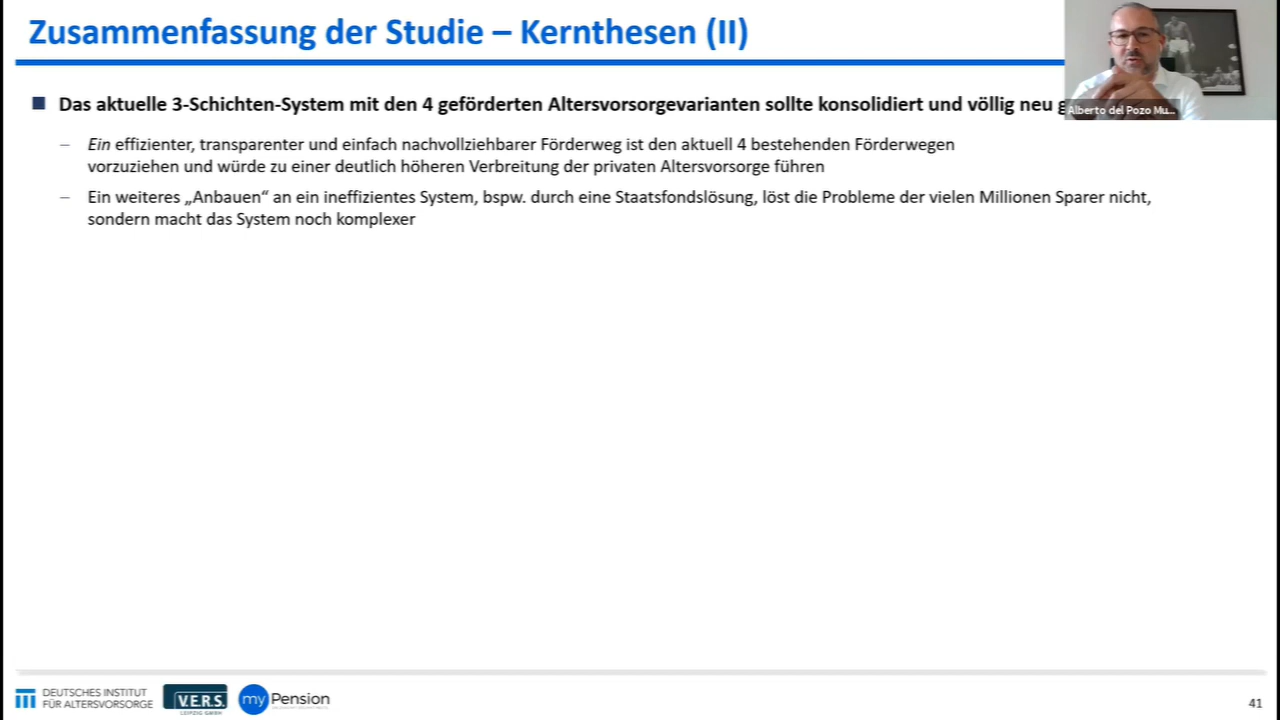 Zusammenfassung der Studie – Kernthesen (II)
Das aktuelle 3-Schichten-System mit den 4 geförderten Altersvorsorgevarianten sollte konsolidiert und völlig neu
Alberto del Pozo Mu...
– Ein effizienter, transparenter und einfach nachvollziehbarer Förderweg ist den aktuell 4 bestehenden Förderwegen
vorzuziehen und würde zu einer deutlich höheren Verbreitung der privaten Altersvorsorge führen
– Ein weiteres „Anbauen“ an ein ineffizientes System, bspw. durch eine Staatsfondslösung, löst die Probleme der vielen Millionen Sparer nicht,
sondern macht das System noch komplexer
DEUTSCHES INSTITUT
FÜR ALTERSVORSORGE
V.E.R.S.
LEIPZIG GMBH
myPension
41